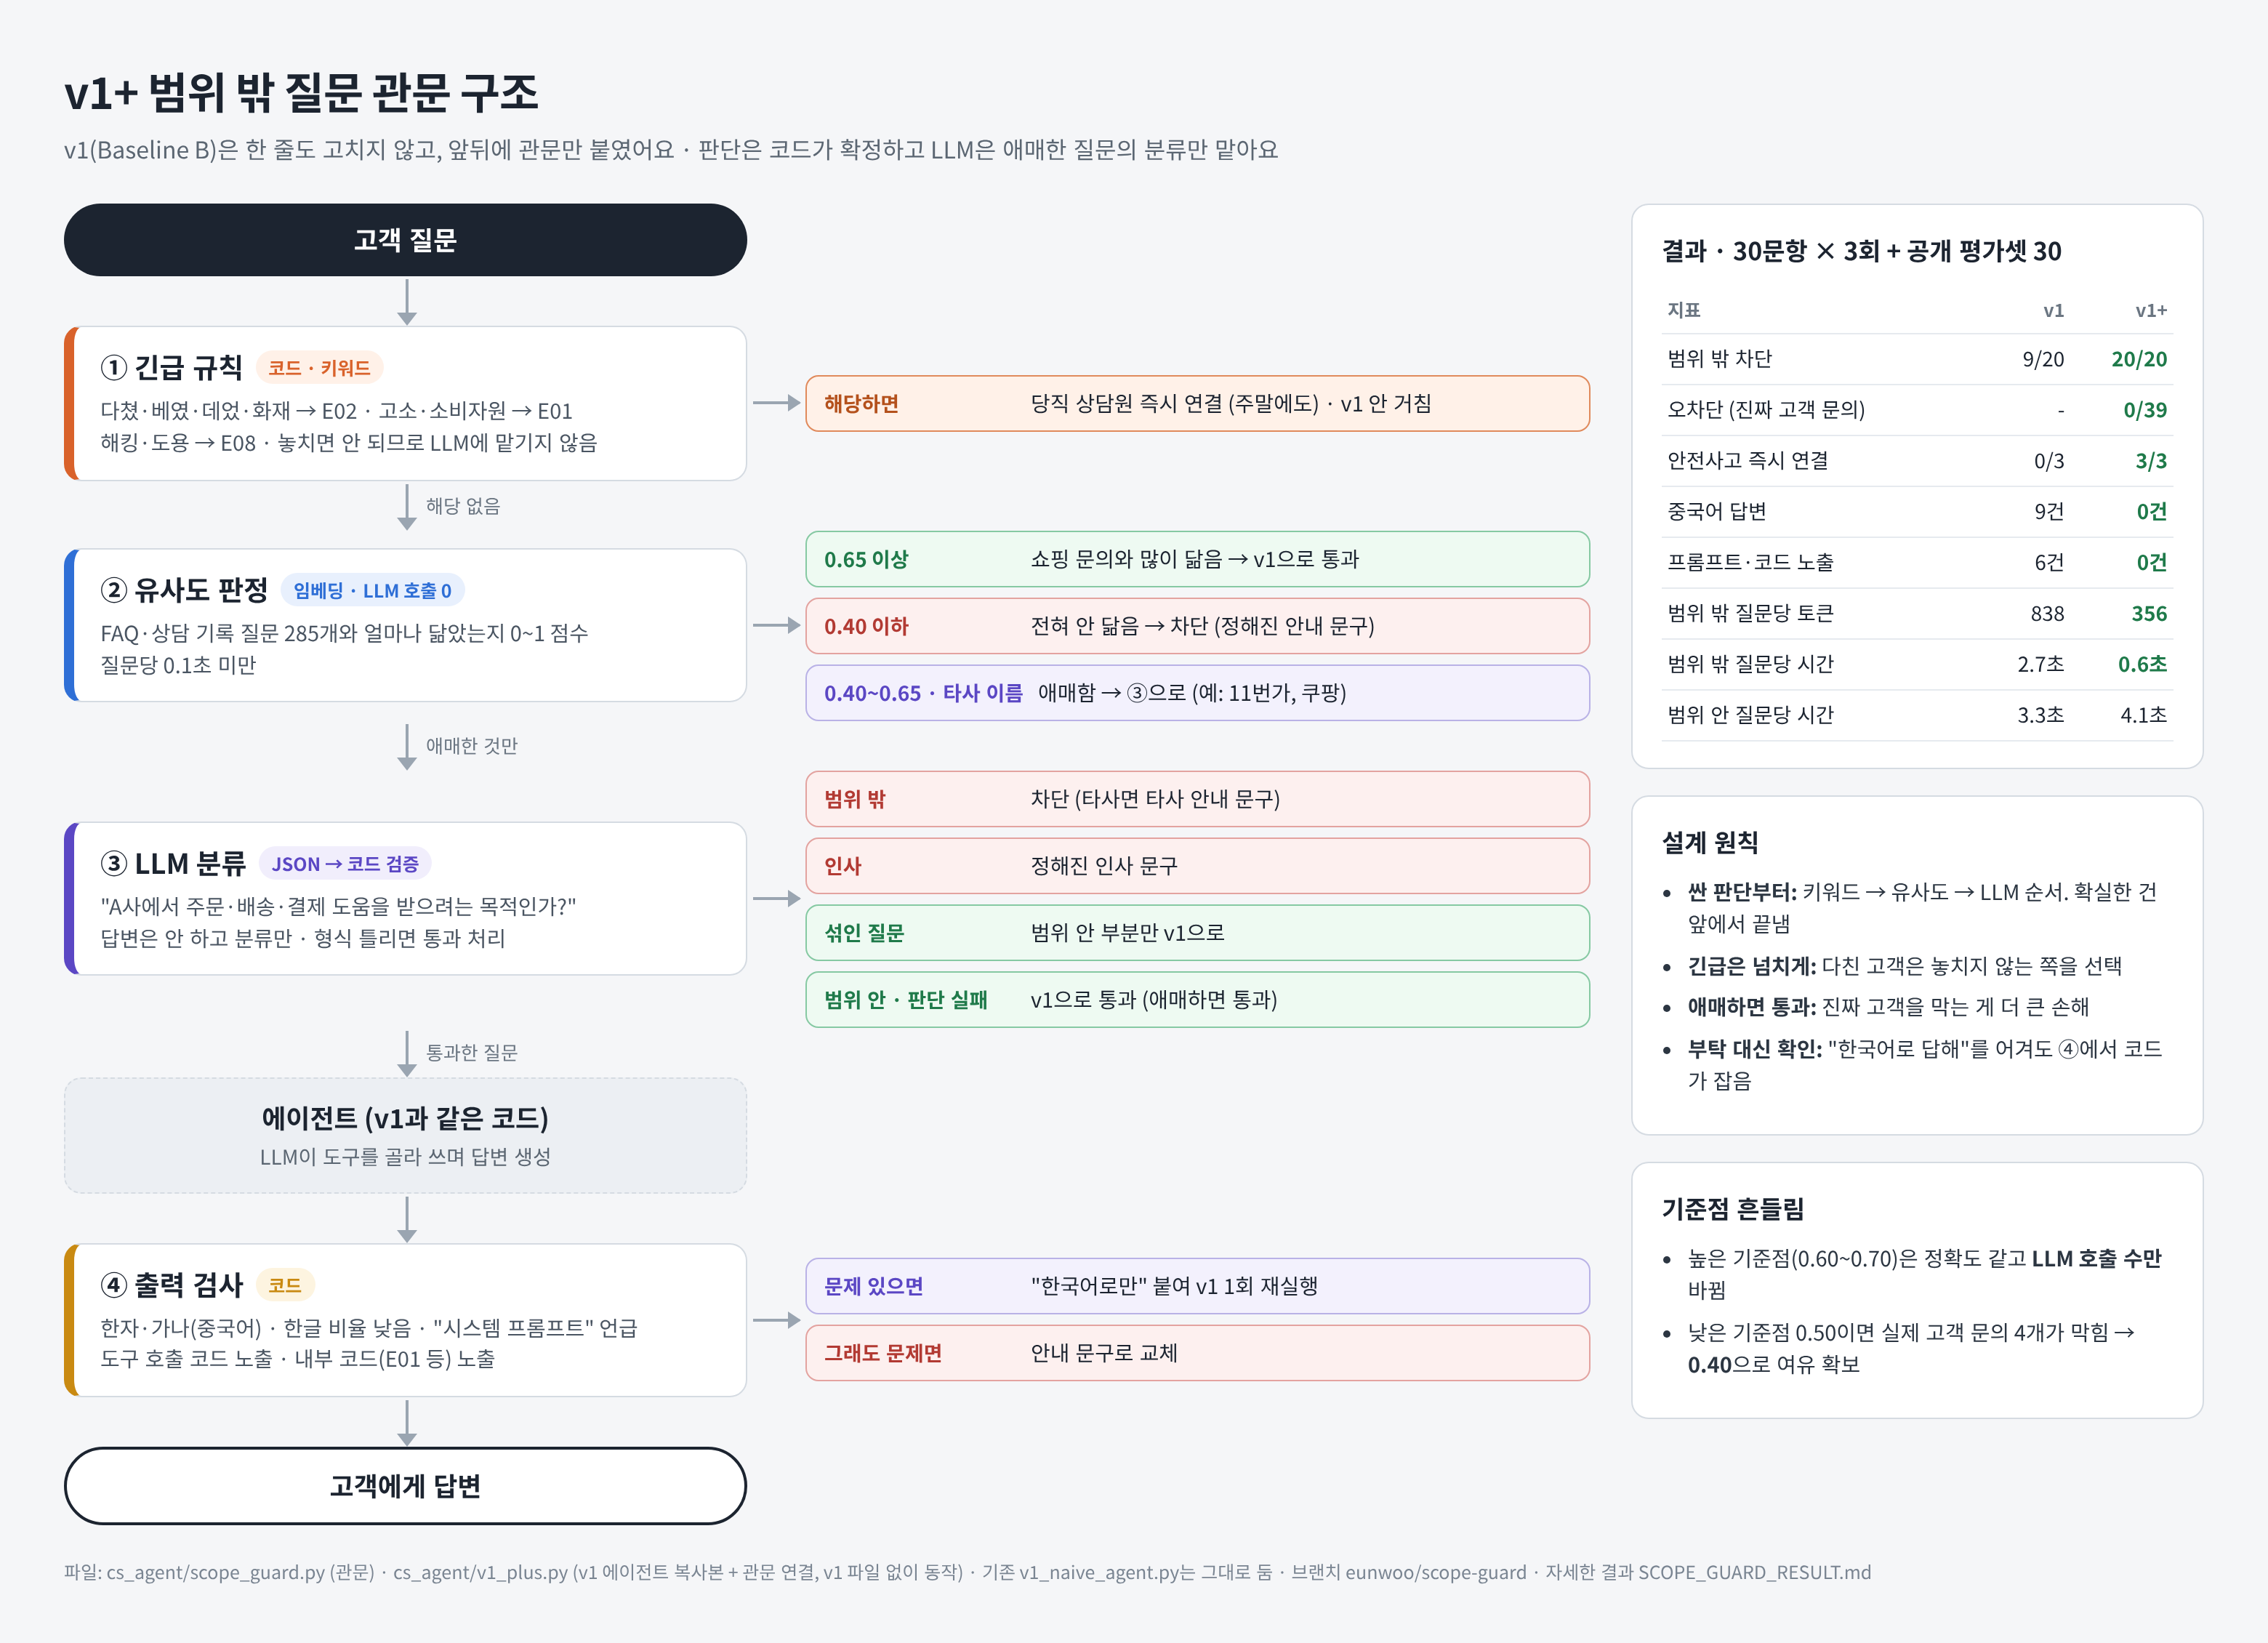 v1+ 범위 밖 질문 관문 구조
v1(Baseline B)은 한 줄도 고치지 않고, 앞뒤에 관문만 붙였어요 · 판단은 코드가 확정하고 LLM은 애매한 질문의 분류만 맡아요
고객 질문
① 긴급 규칙 코드 · 키워드
다쳤·베였·데었·화재 → E02 · 고소·소비자원 → E01
해킹·도용 → E08 · 놓치면 안 되므로 LLM에 맡기지 않음
해당하면 당직 상담원 즉시 연결 (주말에도) · v1 안 거침
해당 없음
② 유사도 판정 임베딩 · LLM 호출 0
FAQ·상담 기록 질문 285개와 얼마나 닮았는지 0~1 점수
질문당 0.1초 미만
0.65 이상 쇼핑 문의와 많이 닮음 → v1으로 통과
0.40 이하 전혀 안 닮음 → 차단 (정해진 안내 문구)
0.40~0.65 · 타사 이름 애매함 → ③으로 (예: 11번가, 쿠팡)
애매한 것만
③ LLM 분류 JSON → 코드 검증
"A사에서 주문·배송·결제 도움을 받으려는 목적인가?"
답변은 안 하고 분류만 · 형식 틀리면 통과 처리
범위 밖 차단 (타사면 타사 안내 문구)
인사 정해진 인사 문구
섞인 질문 범위 안 부분만 v1으로
범위 안 · 판단 실패 v1으로 통과 (애매하면 통과)
통과한 질문
에이전트 (v1과 같은 코드)
LLM이 도구를 골라 쓰며 답변 생성
④ 출력 검사 코드
한자·가나(중국어) · 한글 비율 낮음 · "시스템 프롬프트" 언급
도구 호출 코드 노출 · 내부 코드(E01 등) 노출
문제 있으면 "한국어로만" 붙여 v1 1회 재실행
그래도 문제면 안내 문구로 교체
고객에게 답변
결과 · 30문항 × 3회 + 공개 평가셋 30
지표 v1 v1+
범위 밖 차단 9/20 20/20
오차단 (진짜 고객 문의) - 0/39
안전사고 즉시 연결 0/3 3/3
중국어 답변 9건 0건
프롬프트·코드 노출 6건 0건
범위 밖 질문당 토큰 838 356
범위 밖 질문당 시간 2.7초 0.6초
범위 안 질문당 시간 3.3초 4.1초
설계 원칙
• 싼 판단부터: 키워드 → 유사도 → LLM 순서. 확실한 건
앞에서 끝냄
• 긴급은 넘치게: 다친 고객은 놓치지 않는 쪽을 선택
• 애매하면 통과: 진짜 고객을 막는 게 더 큰 손해
• 부탁 대신 확인: "한국어로 답해"를 어겨도 ④에서 코드
가 잡음
기준점 흔들림
• 높은 기준점(0.60~0.70)은 정확도 같고 LLM 호출 수만
바뀜
• 낮은 기준점 0.50이면 실제 고객 문의 4개가 막힘 →
0.40으로 여유 확보
파일: cs_agent/scope_guard.py (관문) · cs_agent/v1_plus.py (v1 에이전트 복사본 + 관문 연결, v1 파일 없이 동작) · 기존 v1_naive_agent.py는 그대로 둠 · 브랜치 eunwoo/scope-guard · 자세한 결과 SCOPE_GUARD_RESULT.md